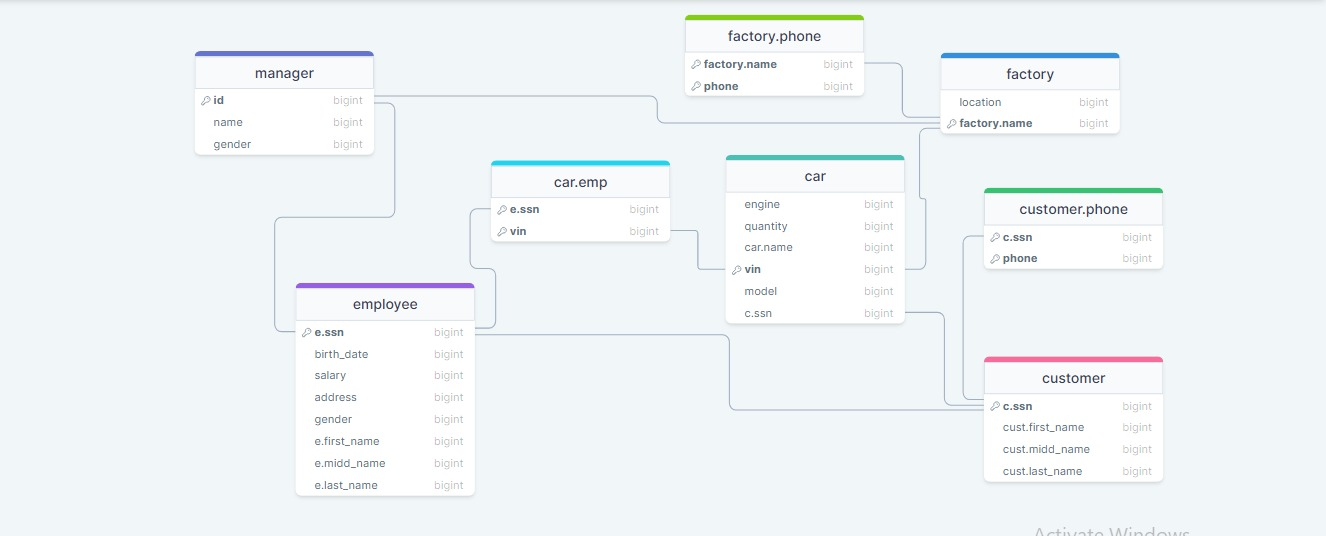 manager
id bigint
name bigint
gender bigint
factory.phone
factory.name bigint
phone bigint
factory
location bigint
factory.name bigint
car.emp
e.ssn bigint
vin bigint
car
engine bigint
quantity bigint
car.name bigint
vin bigint
model bigint
c.ssn bigint
customer.phone
c.ssn bigint
phone bigint
employee
e.ssn bigint
birth_date bigint
salary bigint
address bigint
gender bigint
e.first_name bigint
e.midd_name bigint
e.last_name bigint
customer
c.ssn bigint
cust.first_name bigint
cust.midd_name bigint
cust.last_name bigint
Activate Windows